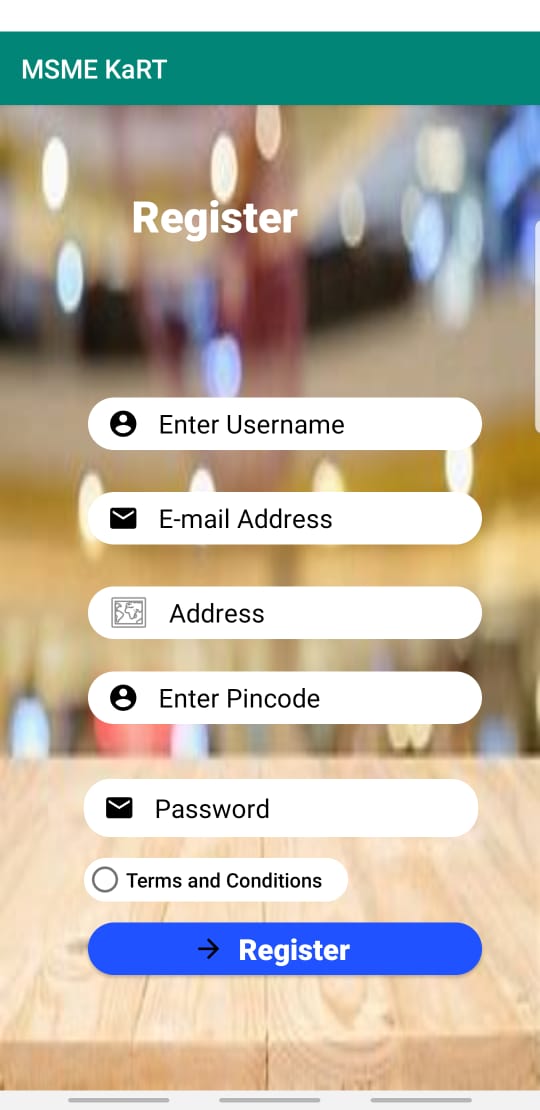 MSME KaRT
Register
Enter Username
E-mail Address
Address
Enter Pincode
Password
Terms and Conditions
Register